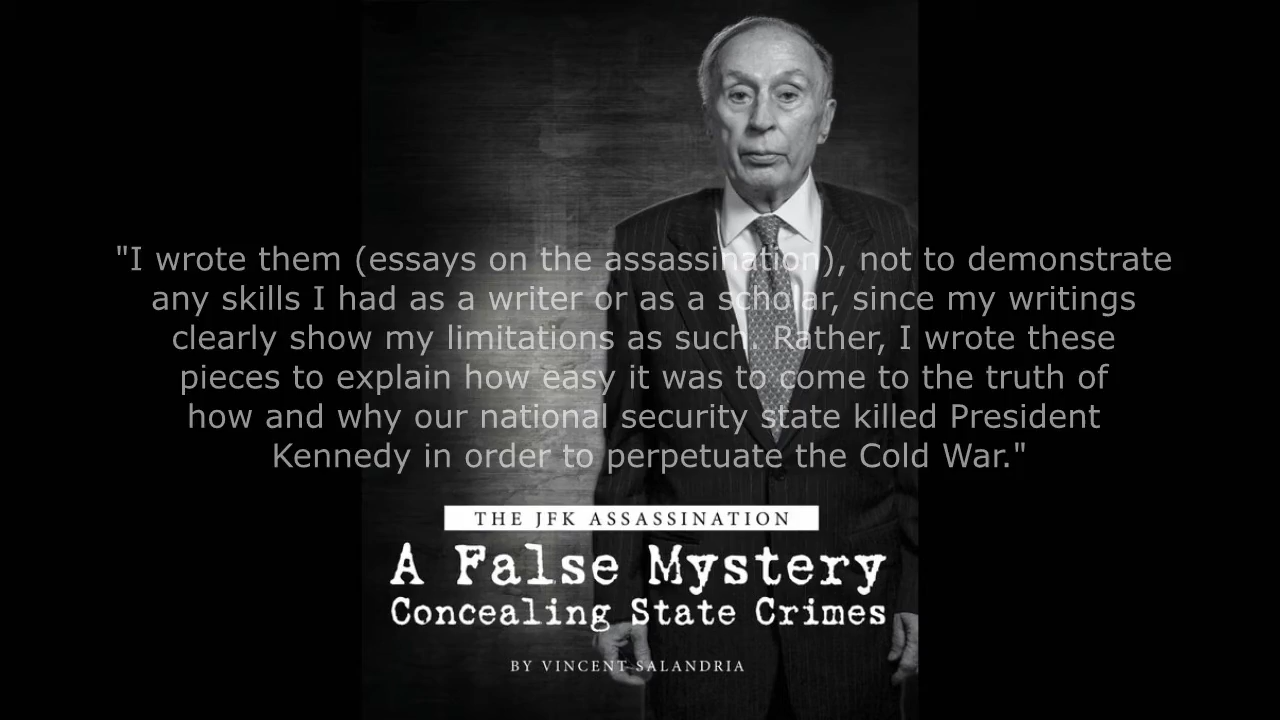 "I wrote them (essays on the assassination), not to demonstrate
any skills I had as a writer or as a scholar, since my writings
clearly show my limitations as such. Rather, I wrote these
pieces to explain how easy it was to come to the truth of
how and why our national security state killed President
Kennedy in order to perpetuate the Cold War."
THE JFK ASSASSINATION
A False Mystery
Concealing State Crimes
BY VINCENT SALANDRIA